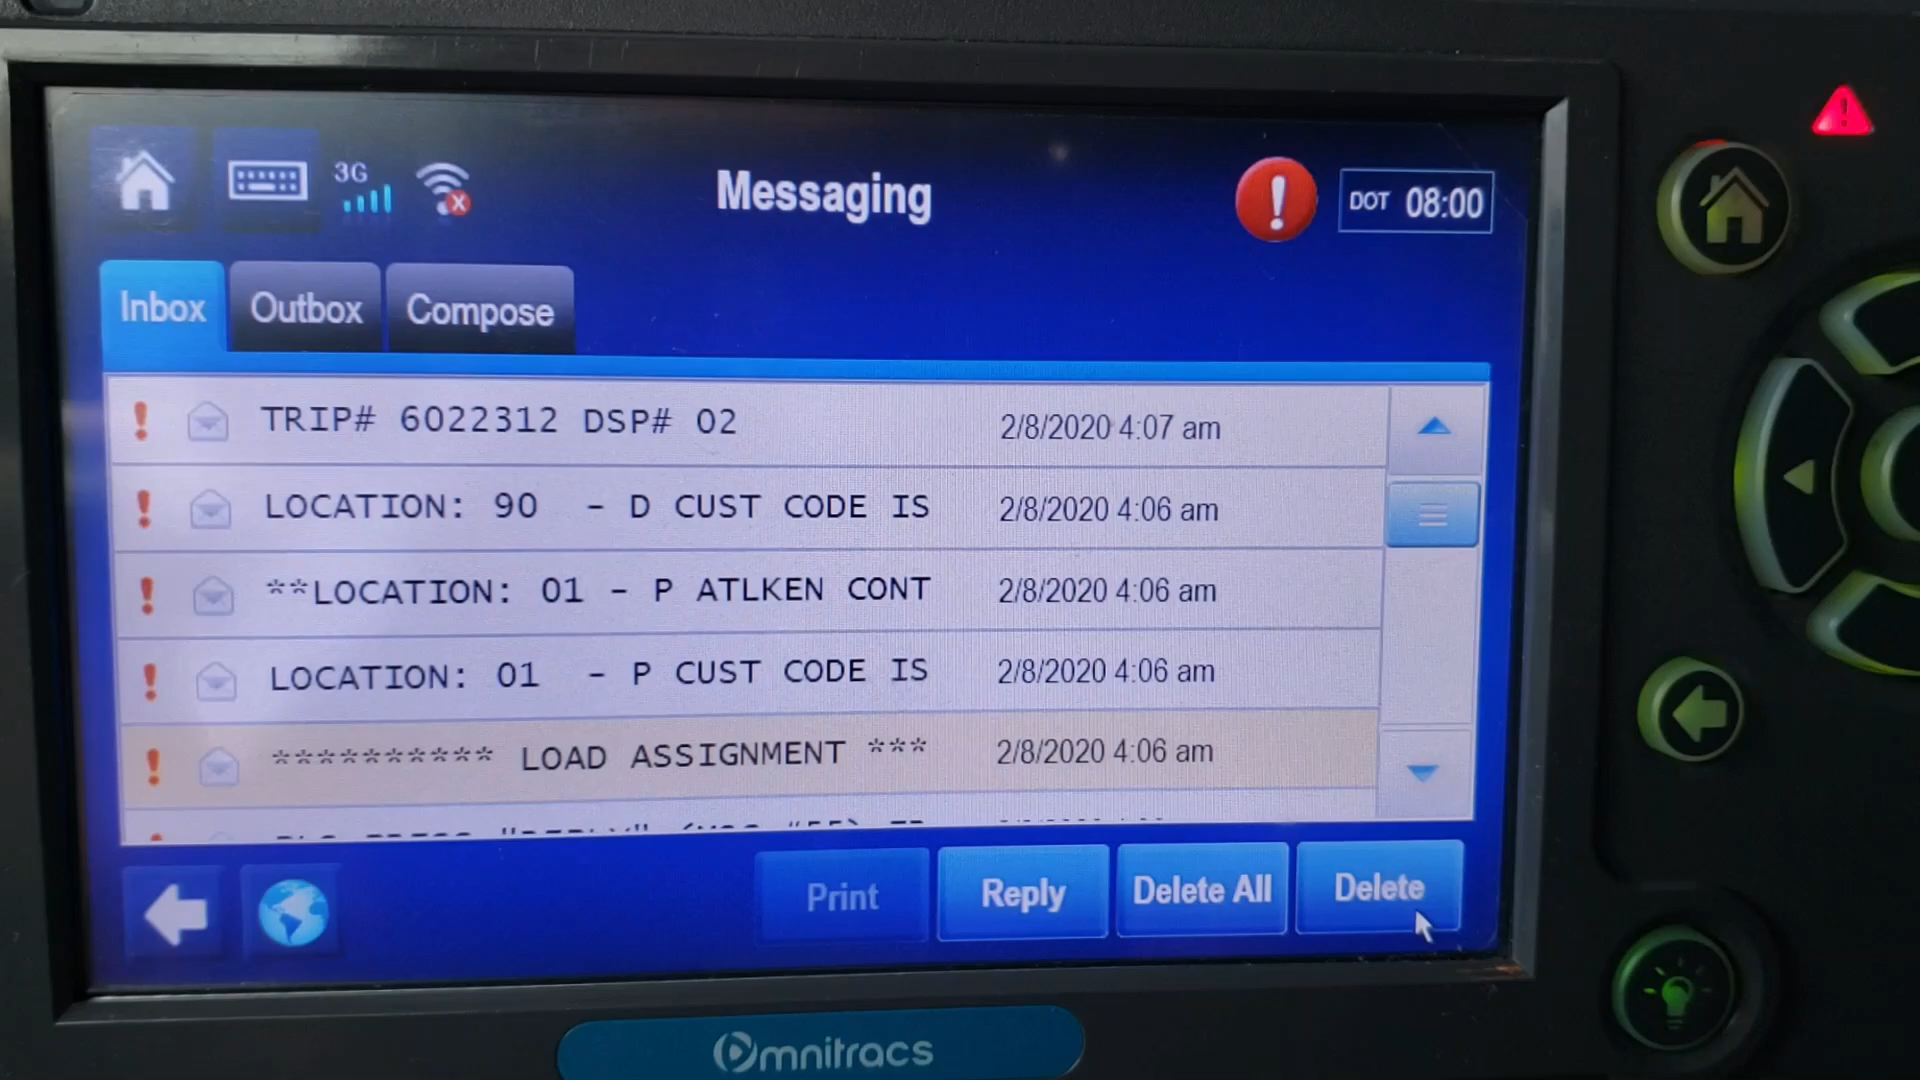 3G
Messaging
DOT 08:00
Inbox Outbox Compose
TRIP# 6022312 DSP# 02 2/8/2020 4:07 am
LOCATION: 90 - D CUST CODE IS 2/8/2020 4:06 am
**LOCATION: 01 - P ATLKEN CONT 2/8/2020 4:06 am
LOCATION: 01 - P CUST CODE IS 2/8/2020 4:06 am
********** LOAD ASSIGNMENT *** 2/8/2020 4:06 am
Print Reply Delete All Delete
Omnitracs